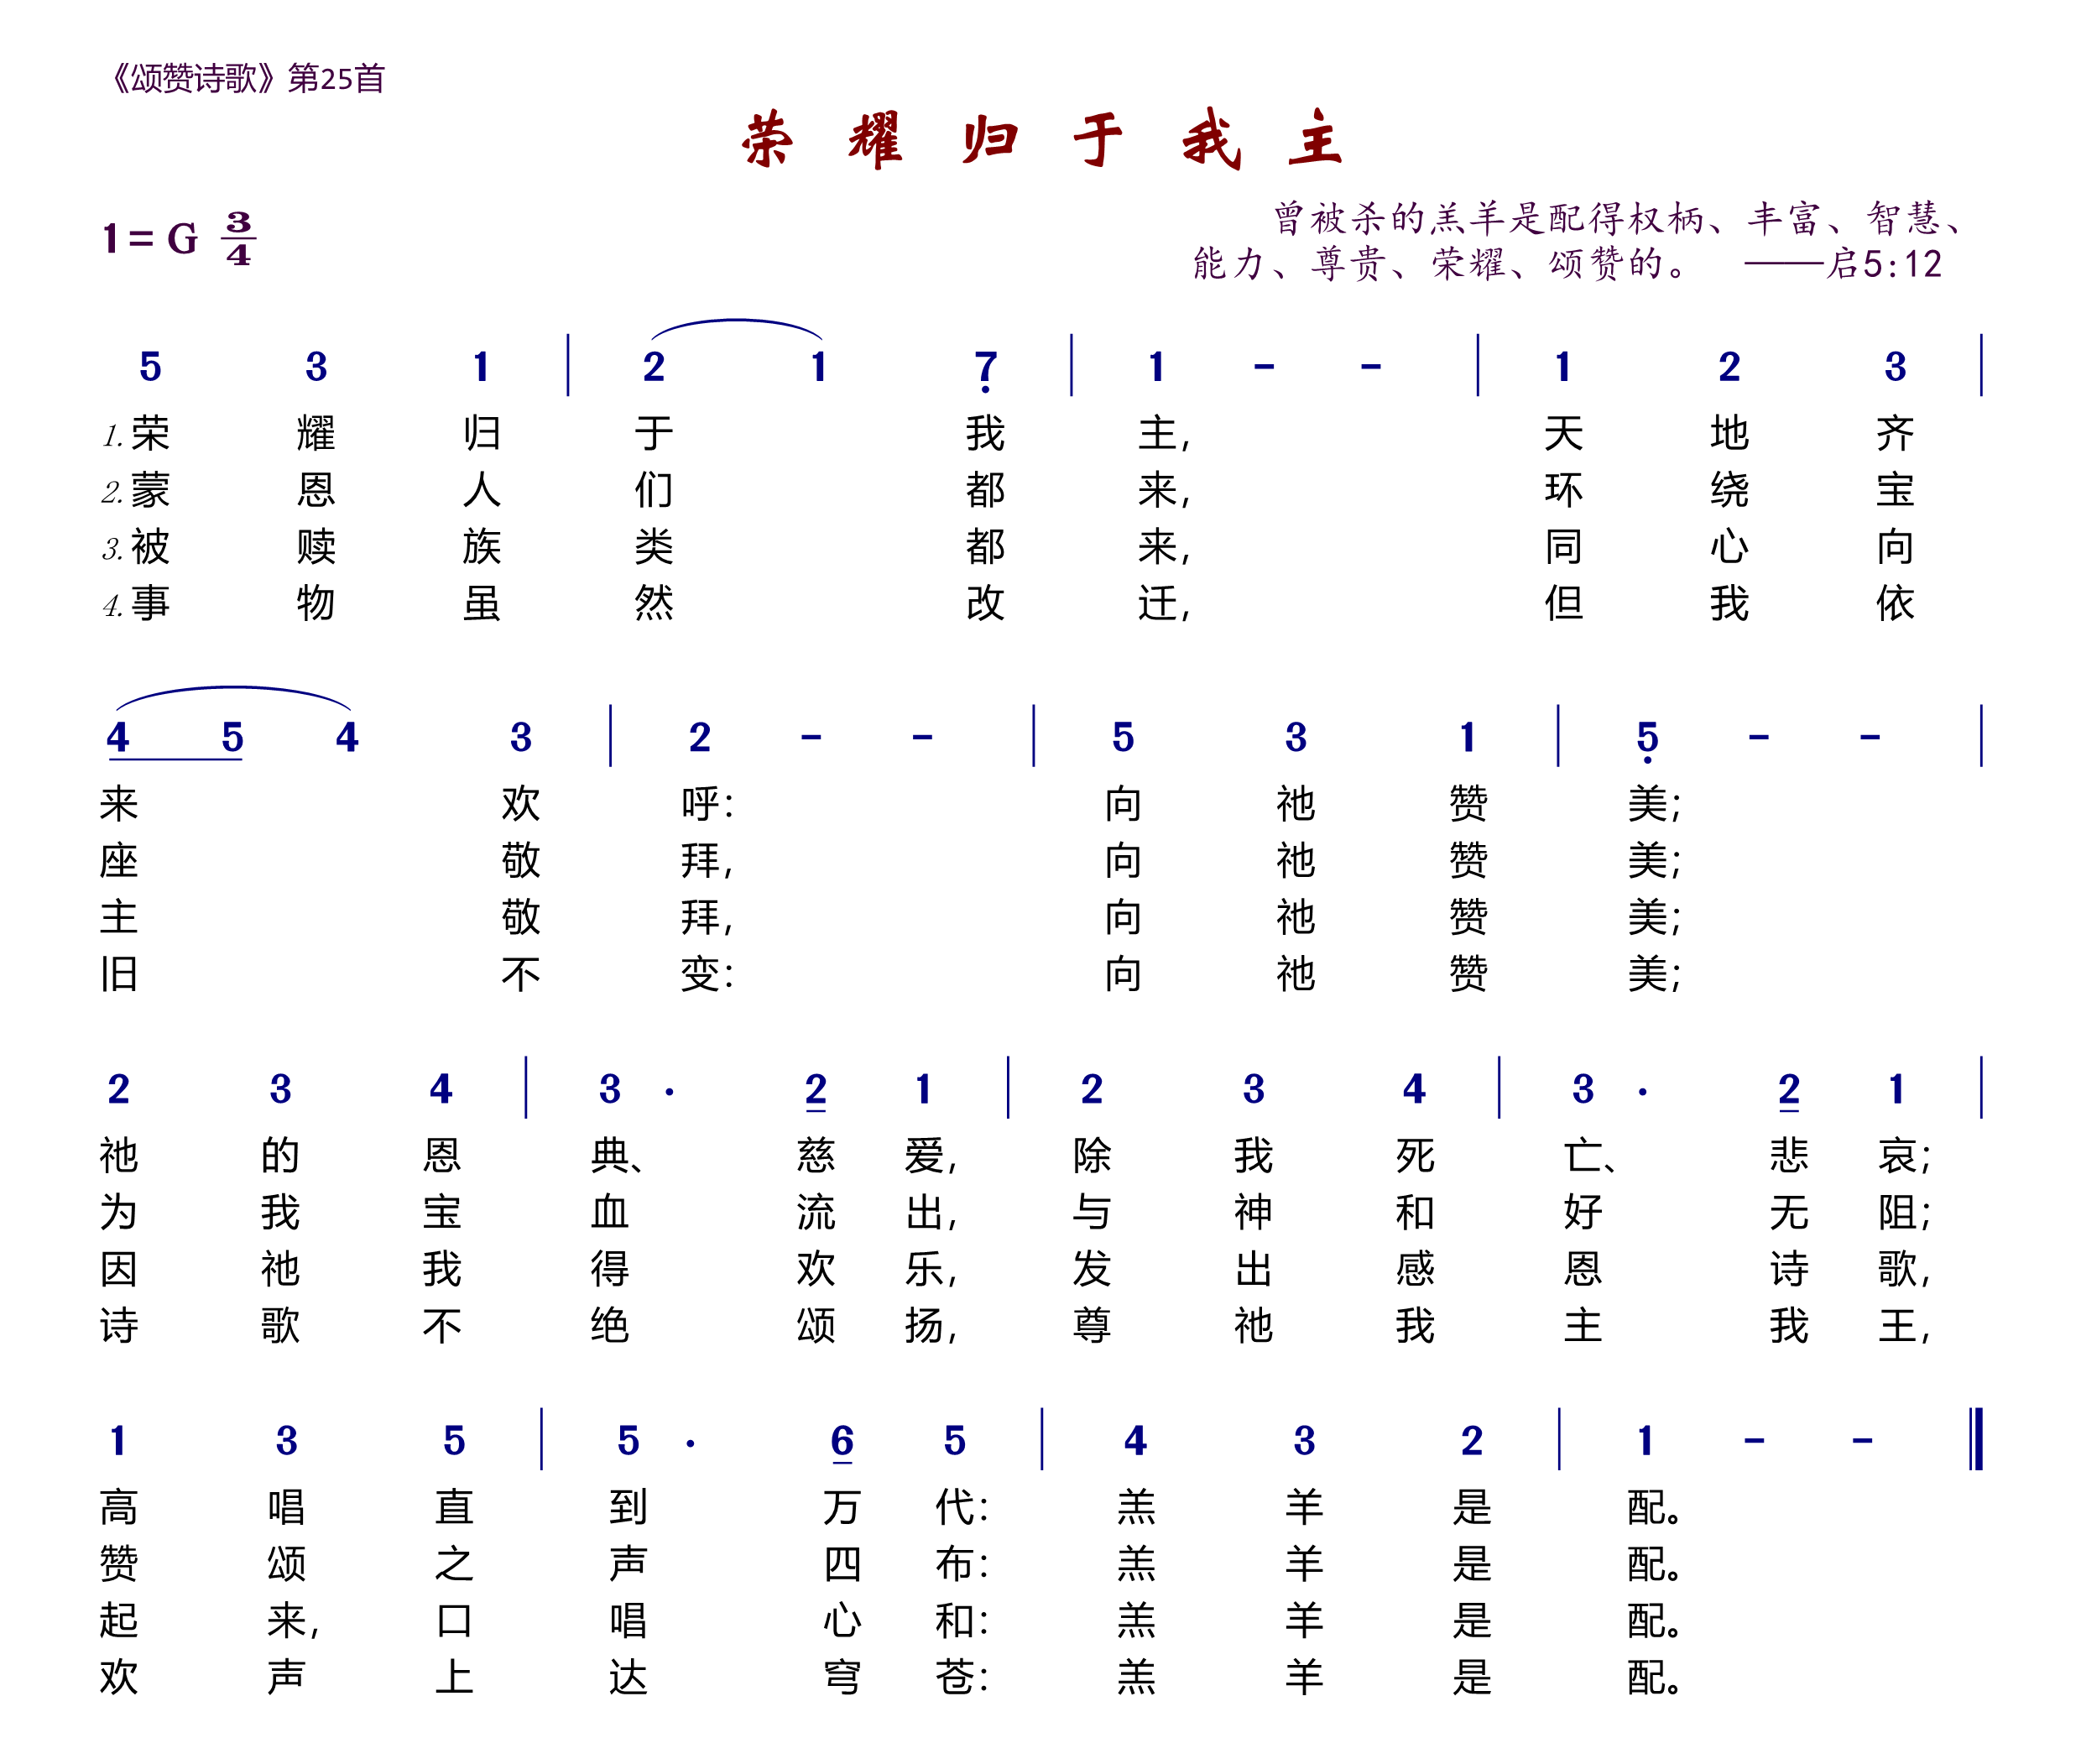 《颂赞诗歌》第25首
荣耀归于我主
1=G 3/4
曾被杀的羔羊是配得权柄、丰富、智慧、
能力、尊贵、荣耀、颂赞的。 ——启5:12
5 3 1 | 2 1 7 | 1 - - | 1 2 3 |
1.荣耀归于我主,天地齐
2.蒙恩人们都来,环绕宝
3.被赎族类都来,同心向
4.事物虽然改迁,但我依
4 5 4 3 | 2 - - | 5 3 1 | 5 - - |
来欢呼:向祂赞美;
座敬拜,向祂赞美;
主敬拜,向祂赞美;
旧不变:向祂赞美;
2 3 4 | 3 · 2 1 | 2 3 4 | 3 · 2 1 |
祂的恩典、慈爱,除我死亡、悲哀;
为我宝血流出,与神和好无阻;
因祂我得欢乐,发出感恩诗歌,
诗歌不绝颂扬,尊祂我主我王,
1 3 5 | 5 · 6 5 | 4 3 2 | 1 - - ‖
高唱直到万代:羔羊是配。
赞颂之声四布:羔羊是配。
起来,口唱心和:羔羊是配。
欢声上达穹苍:羔羊是配。